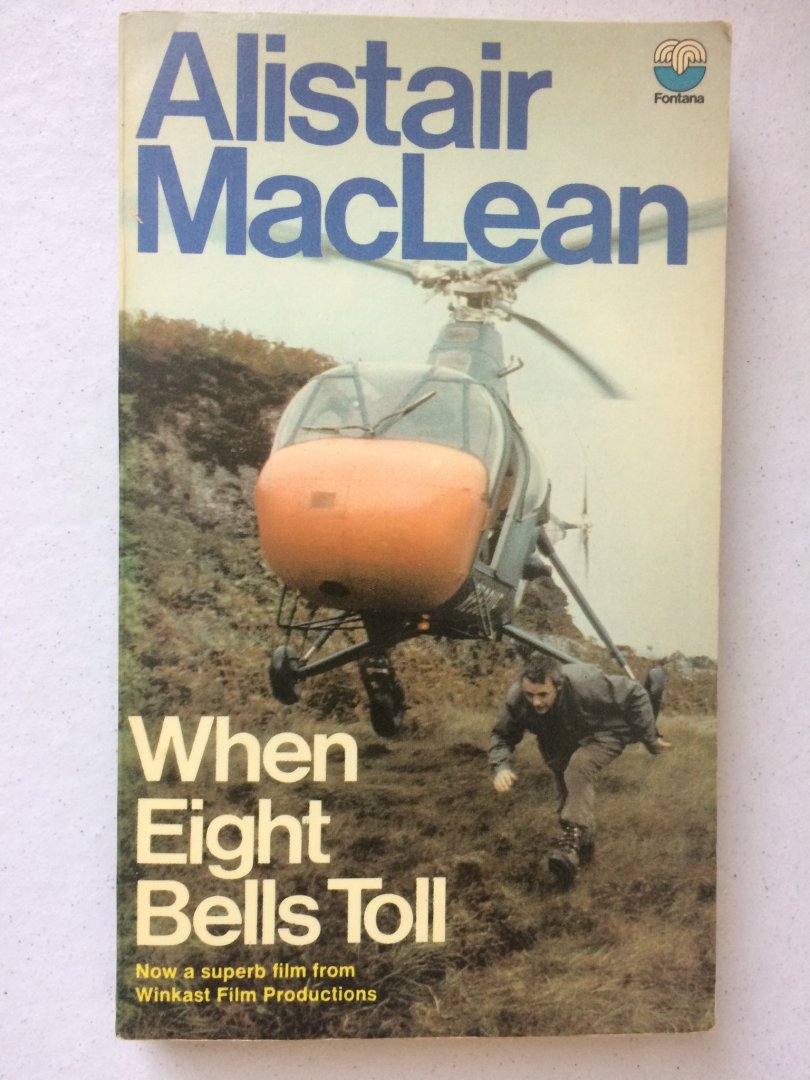 Alistair
MacLean
Fontana
When
Eight
Bells Toll
Now a superb film from
Winkast Film Productions